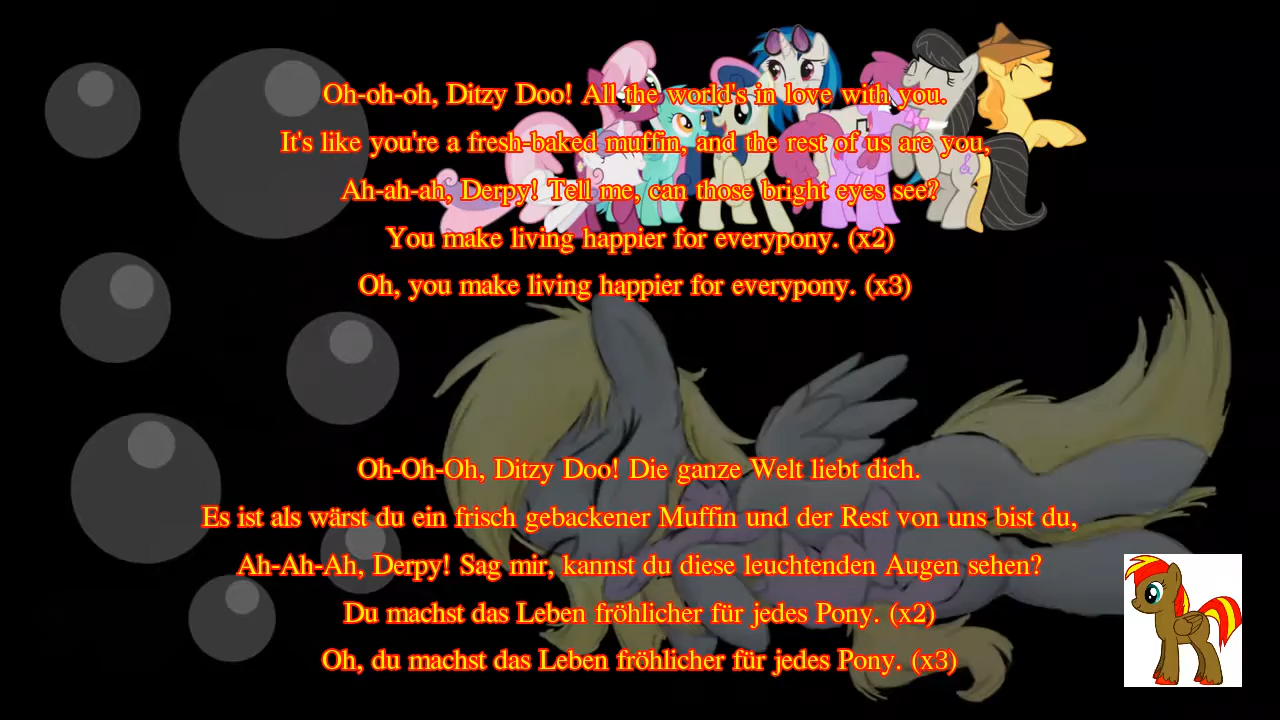 Oh-oh-oh, Ditzy Doo! All the world's in love with you.
It's like you're a fresh-baked muffin, and the rest of us are you,
Ah-ah-ah, Derpy! Tell me, can those bright eyes see?
You make living happier for everypony. (x2)
Oh, you make living happier for everypony. (x3)
Oh-Oh-Oh, Ditzy Doo! Die ganze Welt liebt dich.
Es ist als wärst du ein frisch gebackener Muffin und der Rest von uns bist du,
Ah-Ah-Ah, Derpy! Sag mir, kannst du diese leuchtenden Augen sehen?
Du machst das Leben fröhlicher für jedes Pony. (x2)
Oh, du machst das Leben fröhlicher für jedes Pony. (x3)